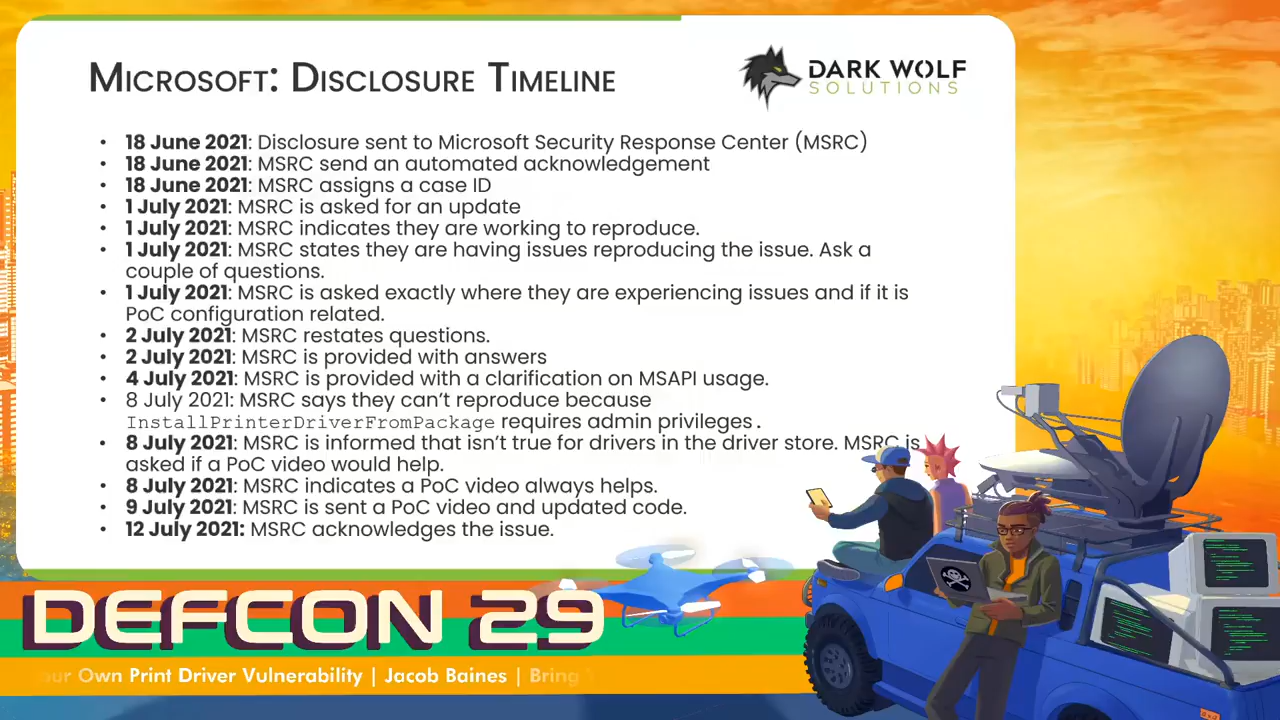 MICROSOFT: DISCLOSURE TIMELINE
DARK WOLF
SOLUTIONS
• 18 June 2021: Disclosure sent to Microsoft Security Response Center (MSRC)
• 18 June 2021: MSRC send an automated acknowledgement
• 18 June 2021: MSRC assigns a case ID
• 1 July 2021: MSRC is asked for an update
• 1 July 2021: MSRC indicates they are working to reproduce.
• 1 July 2021: MSRC states they are having issues reproducing the issue. Ask a
couple of questions.
• 1 July 2021: MSRC is asked exactly where they are experiencing issues and if it is
PoC configuration related.
• 2 July 2021: MSRC restates questions.
• 2 July 2021: MSRC is provided with answers
• 4 July 2021: MSRC is provided with a clarification on MSAPI usage.
• 8 July 2021: MSRC says they can't reproduce because
InstallPrinterDriverFromPackage requires admin privileges.
• 8 July 2021: MSRC is informed that isn't true for drivers in the driver store. MSRC is
asked if a PoC video would help.
• 8 July 2021: MSRC indicates a PoC video always helps.
• 9 July 2021: MSRC is sent a PoC video and updated code.
• 12 July 2021: MSRC acknowledges the issue.
DEFCON 29
our Own Print Driver Vulnerability | Jacob Baines | Bring